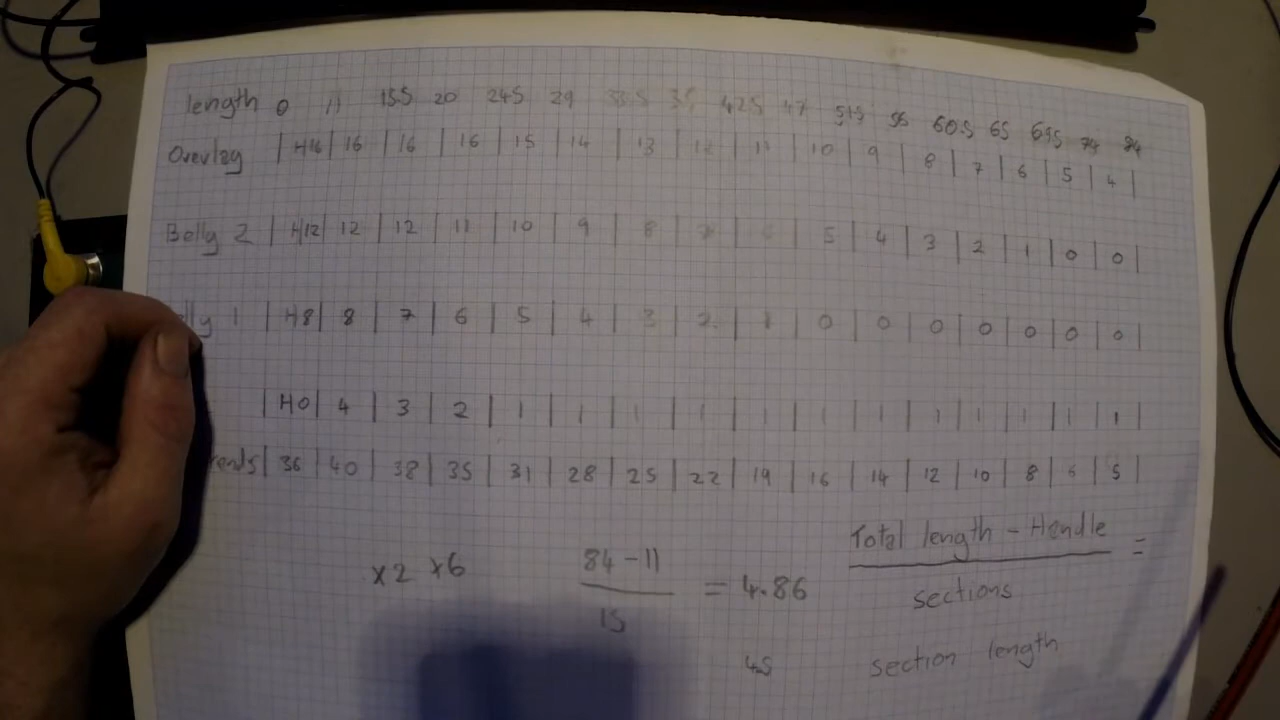 length 0 11 15.5 20 24.5 29 33.5 38 42.5 47 51.5 56 60.5 65 69.5 74 84
Overlay | H16 | 16 | 16 | 16 | 15 | 14 | 13 | 12 | 11 | 10 | 9 | 8 | 7 | 6 | 5 | 4 |
Belly 2 | H12 | 12 | 12 | 11 | 10 | 9 | 8 | 7 | 6 | 5 | 4 | 3 | 2 | 1 | 0 | 0 |
lly 1 | H8 | 8 | 7 | 6 | 5 | 4 | 3 | 2 | 1 | 0 | 0 | 0 | 0 | 0 | 0 | 0 |
| H0 | 4 | 3 | 2 | 1 | 1 | 1 | 1 | 1 | 1 | 1 | 1 | 1 | 1 | 1 | 1 |
| 36 | 40 | 38 | 35 | 31 | 28 | 25 | 22 | 19 | 16 | 14 | 12 | 10 | 8 | 6 | 5 |
x2 x6
84 - 11
15
= 4.86
4.5
Total length - Handle
sections
=
section length